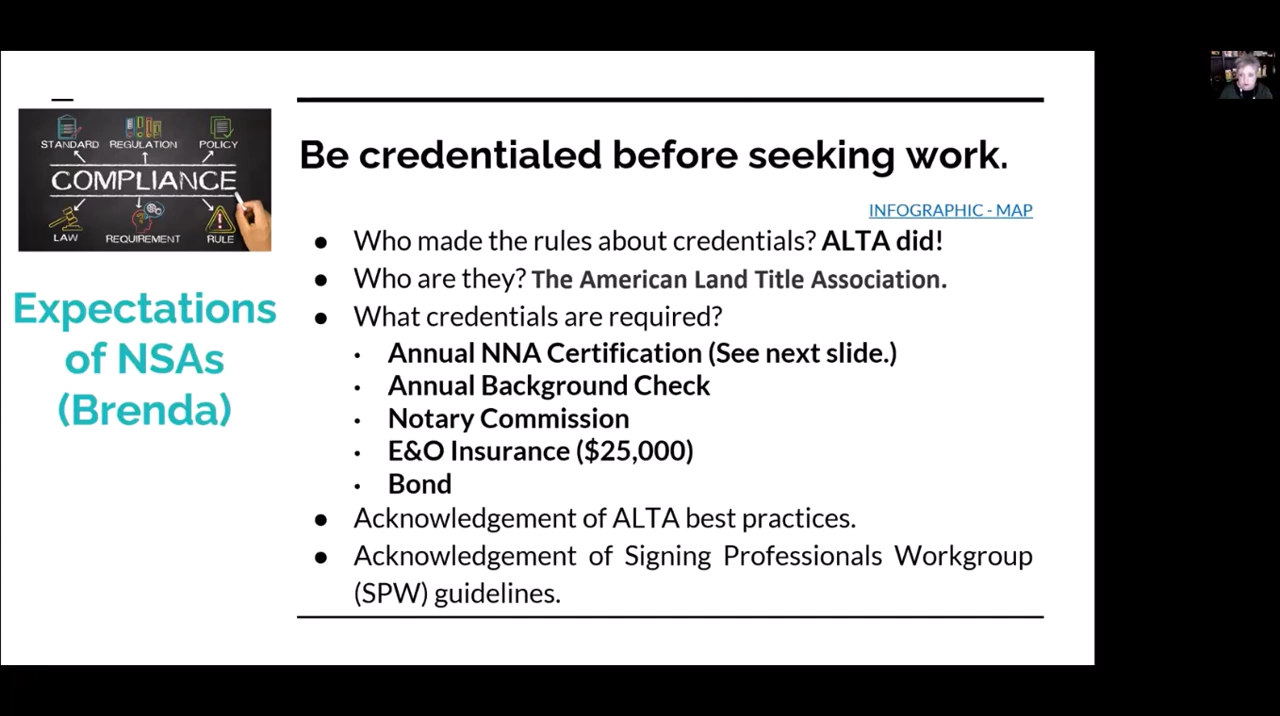 STANDARD REGULATION POLICY
COMPLIANCE
LAW REQUIREMENT RULE
Expectations
of NSAs
(Brenda)
Be credentialed before seeking work.
INFOGRAPHIC - MAP
● Who made the rules about credentials? ALTA did!
● Who are they? The American Land Title Association.
● What credentials are required?
• Annual NNA Certification (See next slide.)
• Annual Background Check
• Notary Commission
• E&O Insurance ($25,000)
• Bond
● Acknowledgement of ALTA best practices.
● Acknowledgement of Signing Professionals Workgroup
(SPW) guidelines.